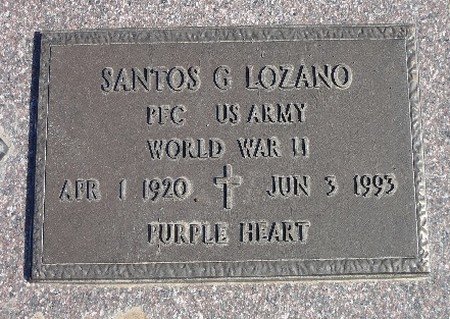 SANTOS G LOZANO
PFC US ARMY
WORLD WAR II
APR 1 1920 JUN 3 1993
PURPLE HEART